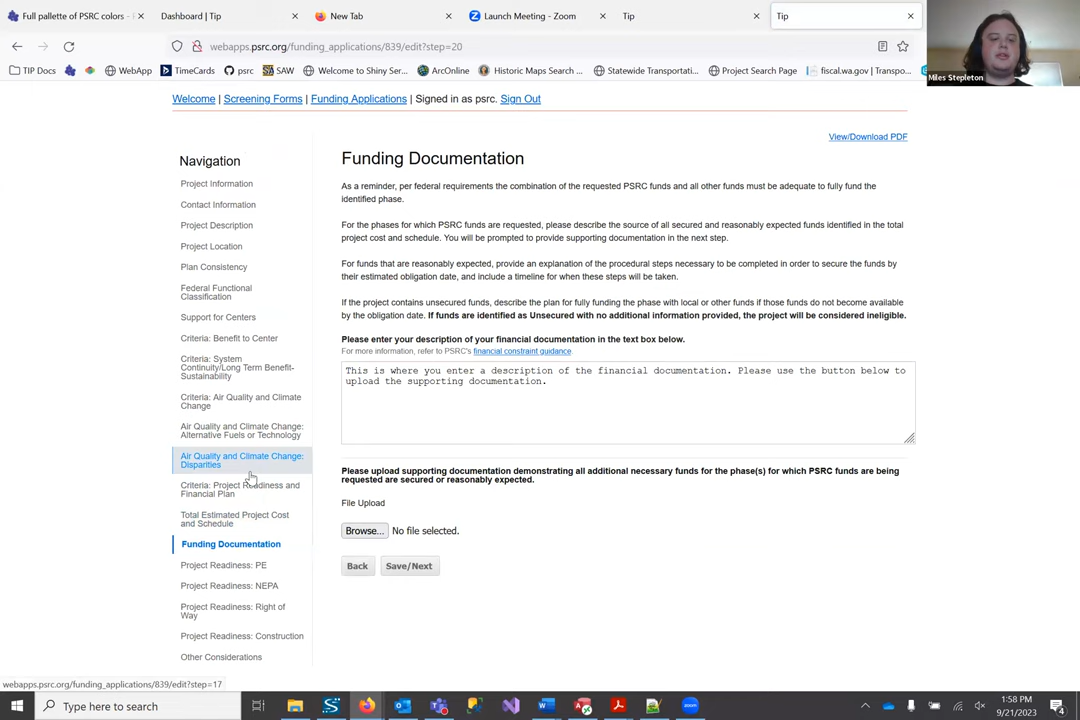 Full pallette of PSRC colors -
Dashboard | Tip
New Tab
Launch Meeting - Zoom
Tip
Tip
webapps.psrc.org/funding_applications/839/edit?step=20
TIP Docs
WebApp
TimeCards
psrc
SAW
Welcome to Shiny Ser...
ArcOnline
Historic Maps Search ...
Statewide Transportati...
Project Search Page
fiscal.wa.gov | Transpo...
Miles Stepleton
Welcome | Screening Forms | Funding Applications | Signed in as psrc. Sign Out
View/Download PDF
Navigation
Project Information
Contact Information
Project Description
Project Location
Plan Consistency
Federal Functional
Classification
Support for Centers
Criteria: Benefit to Center
Criteria: System
Continuity/Long Term Benefit-
Sustainability
Criteria: Air Quality and Climate
Change
Air Quality and Climate Change:
Alternative Fuels or Technology
Air Quality and Climate Change:
Disparities
Criteria: Project Readiness and
Financial Plan
Total Estimated Project Cost
and Schedule
Funding Documentation
Project Readiness: PE
Project Readiness: NEPA
Project Readiness: Right of
Way
Project Readiness: Construction
Other Considerations
Funding Documentation
As a reminder, per federal requirements the combination of the requested PSRC funds and all other funds must be adequate to fully fund the
identified phase.
For the phases for which PSRC funds are requested, please describe the source of all secured and reasonably expected funds identified in the total
project cost and schedule. You will be prompted to provide supporting documentation in the next step.
For funds that are reasonably expected, provide an explanation of the procedural steps necessary to be completed in order to secure the funds by
their estimated obligation date, and include a timeline for when these steps will be taken.
If the project contains unsecured funds, describe the plan for fully funding the phase with local or other funds if those funds do not become available
by the obligation date. If funds are identified as Unsecured with no additional information provided, the project will be considered ineligible.
Please enter your description of your financial documentation in the text box below.
For more information, refer to PSRC's financial constraint guidance.
This is where you enter a description of the financial documentation. Please use the button below to
upload the supporting documentation.
Please upload supporting documentation demonstrating all additional necessary funds for the phase(s) for which PSRC funds are being
requested are secured or reasonably expected.
File Upload
Browse... No file selected.
Back
Save/Next
webapps.psrc.org/funding_applications/839/edit?step=17
Type here to search
1:58 PM
9/21/2023
4